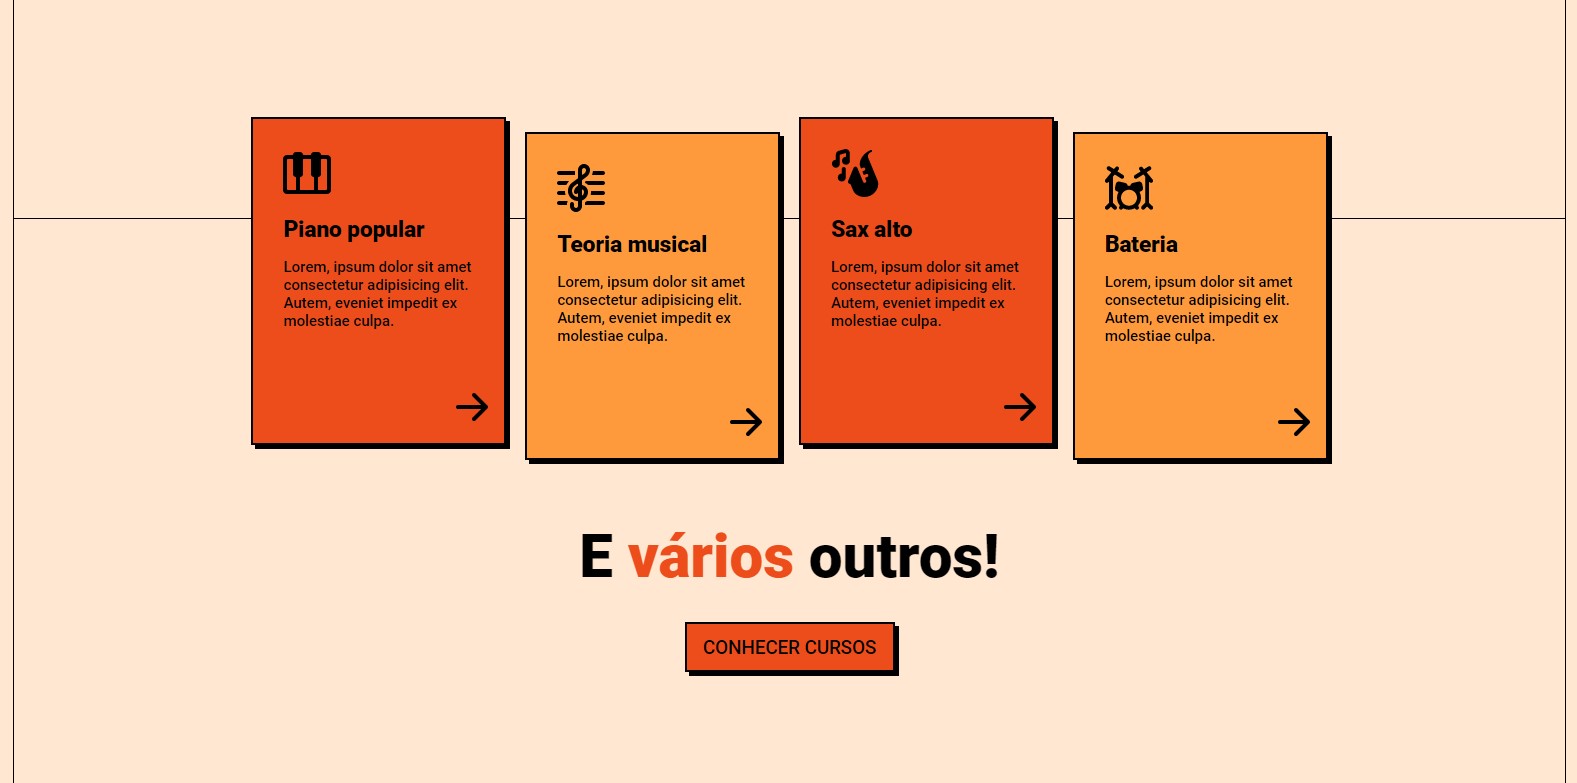 Piano popular
Lorem, ipsum dolor sit amet
consectetur adipisicing elit.
Autem, eveniet impedit ex
molestiae culpa.
Teoria musical
Lorem, ipsum dolor sit amet
consectetur adipisicing elit.
Autem, eveniet impedit ex
molestiae culpa.
Sax alto
Lorem, ipsum dolor sit amet
consectetur adipisicing elit.
Autem, eveniet impedit ex
molestiae culpa.
Bateria
Lorem, ipsum dolor sit amet
consectetur adipisicing elit.
Autem, eveniet impedit ex
molestiae culpa.
E vários outros!
CONHECER CURSOS